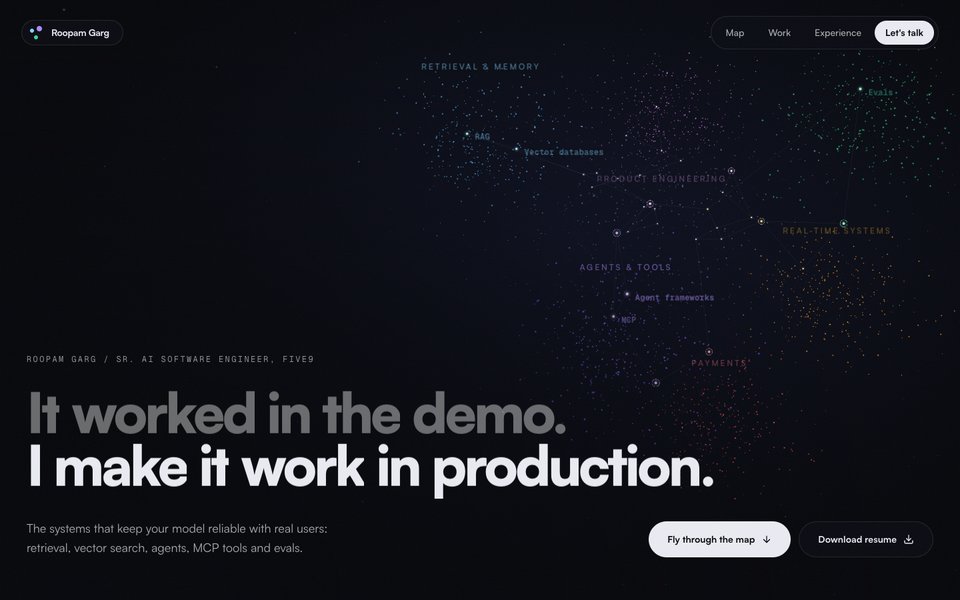 Roopam Garg
Map
Work
Experience
Let's talk
RETRIEVAL & MEMORY
Evals
RAG
Vector databases
PRODUCT ENGINEERING
REAL-TIME SYSTEMS
AGENTS & TOOLS
Agent frameworks
MCP
ROOPAM GARG / SR. AI SOFTWARE ENGINEER, FIVE9
PAYMENTS
It worked in the demo.
I make it work in production.
The systems that keep your model reliable with real users:
retrieval, vector search, agents, MCP tools and evals.
Fly through the map
Download resume